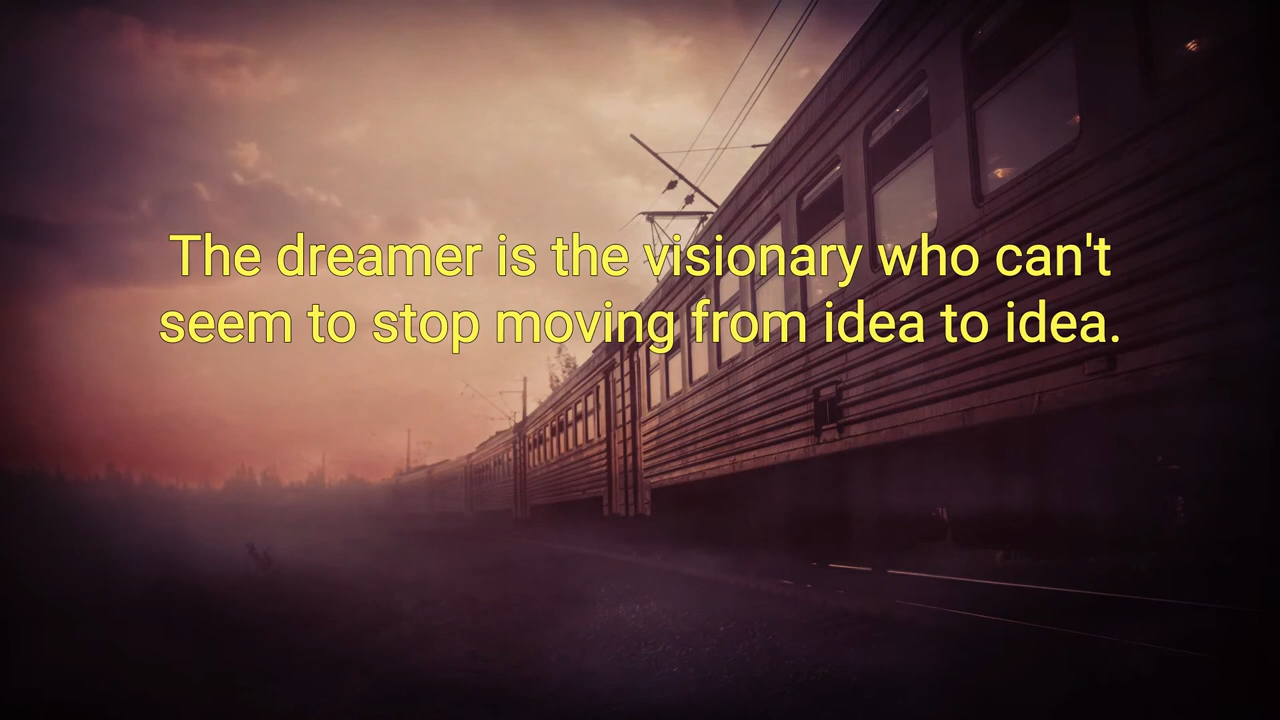 The dreamer is the visionary who can't
seem to stop moving from idea to idea.